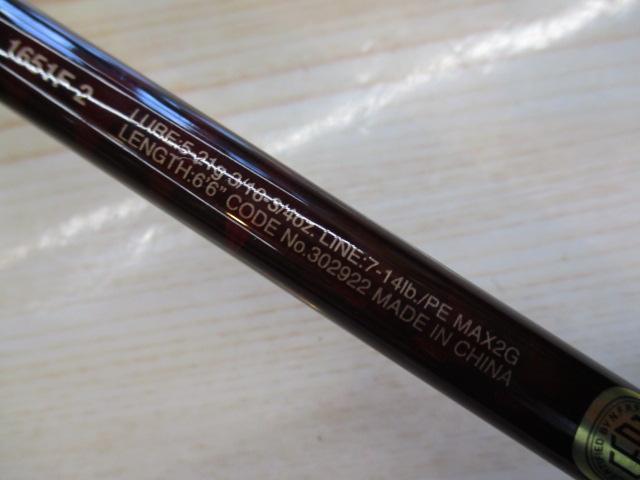 1651F-2
LURE:5-21g 3/16-3/4oz. LINE:7-14lb./PE MAX2G
LENGTH:6'6" CODE No.302922 MADE IN CHINA